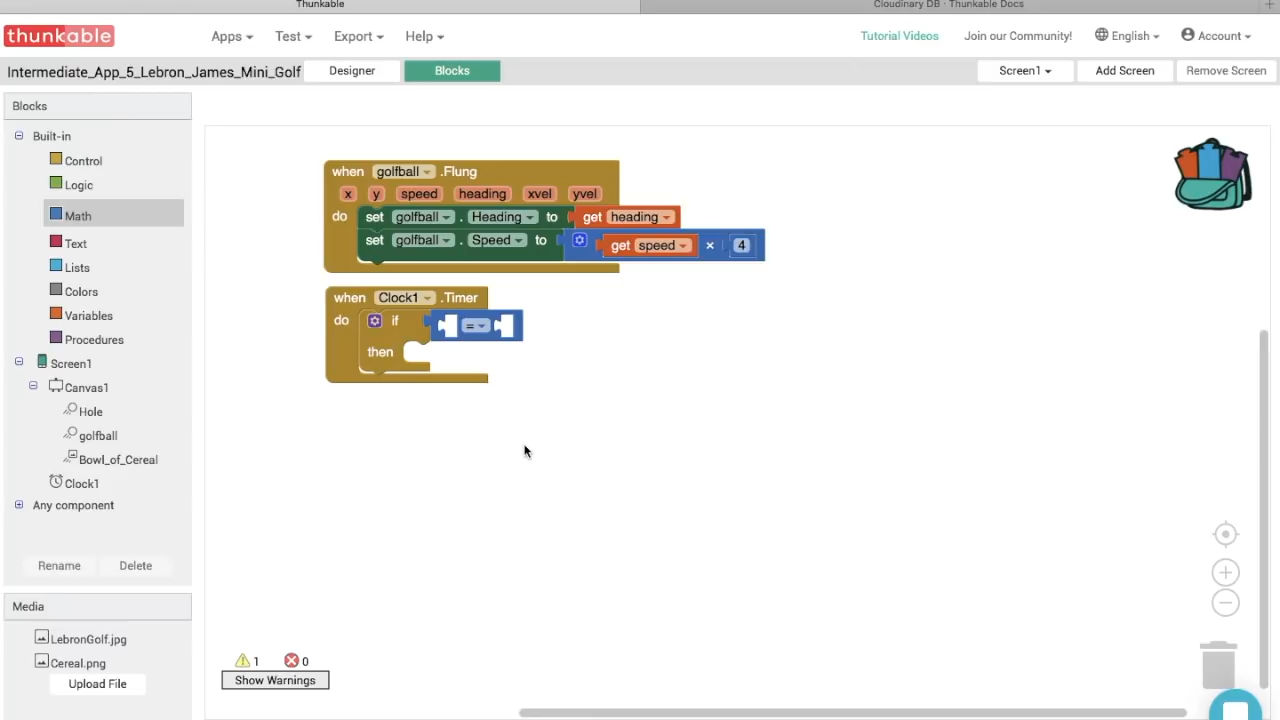 Thunkable
Cloudinary DB · Thunkable Docs
thunkable
Apps
Test
Export
Help
Tutorial Videos
Join our Community!
English
Account
Intermediate_App_5_Lebron_James_Mini_Golf
Designer
Blocks
Screen1
Add Screen
Remove Screen
Blocks
Built-in
Control
Logic
Math
Text
Lists
Colors
Variables
Procedures
Screen1
Canvas1
Hole
golfball
Bowl_of_Cereal
Clock1
Any component
Rename
Delete
Media
LebronGolf.jpg
Cereal.png
Upload File
when golfball .Flung
x y speed heading xvel yvel
do set golfball . Heading to get heading
set golfball . Speed to get speed × 4
when Clock1 .Timer
do if =
then
1 0
Show Warnings